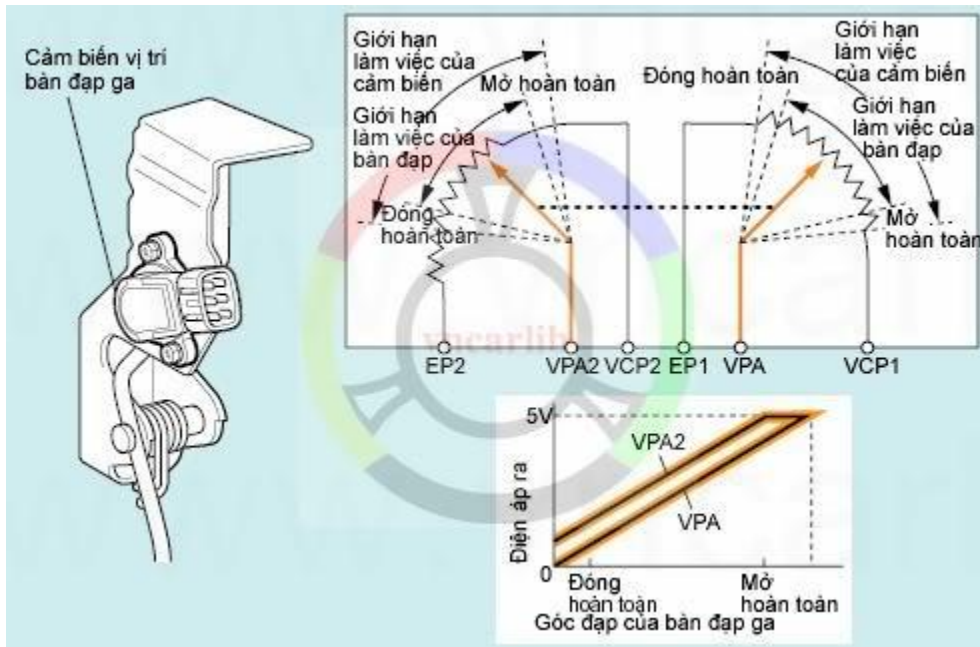 Cảm biến vị trí
bàn đạp ga
Giới hạn
làm việc của
cảm biến
Mở hoàn toàn
Giới hạn
làm việc của
bàn đạp
Đóng
hoàn toàn
Đóng hoàn toàn
Giới hạn
làm việc
của cảm biến
Giới hạn
làm việc của
bàn đạp
Mở
hoàn toàn
vncarlib
EP2 VPA2 VCP2 EP1 VPA VCP1
5V
VPA2
VPA
Điện áp ra
0
Đóng
hoàn toàn
Mở
hoàn toàn
Góc đạp của bàn đạp ga